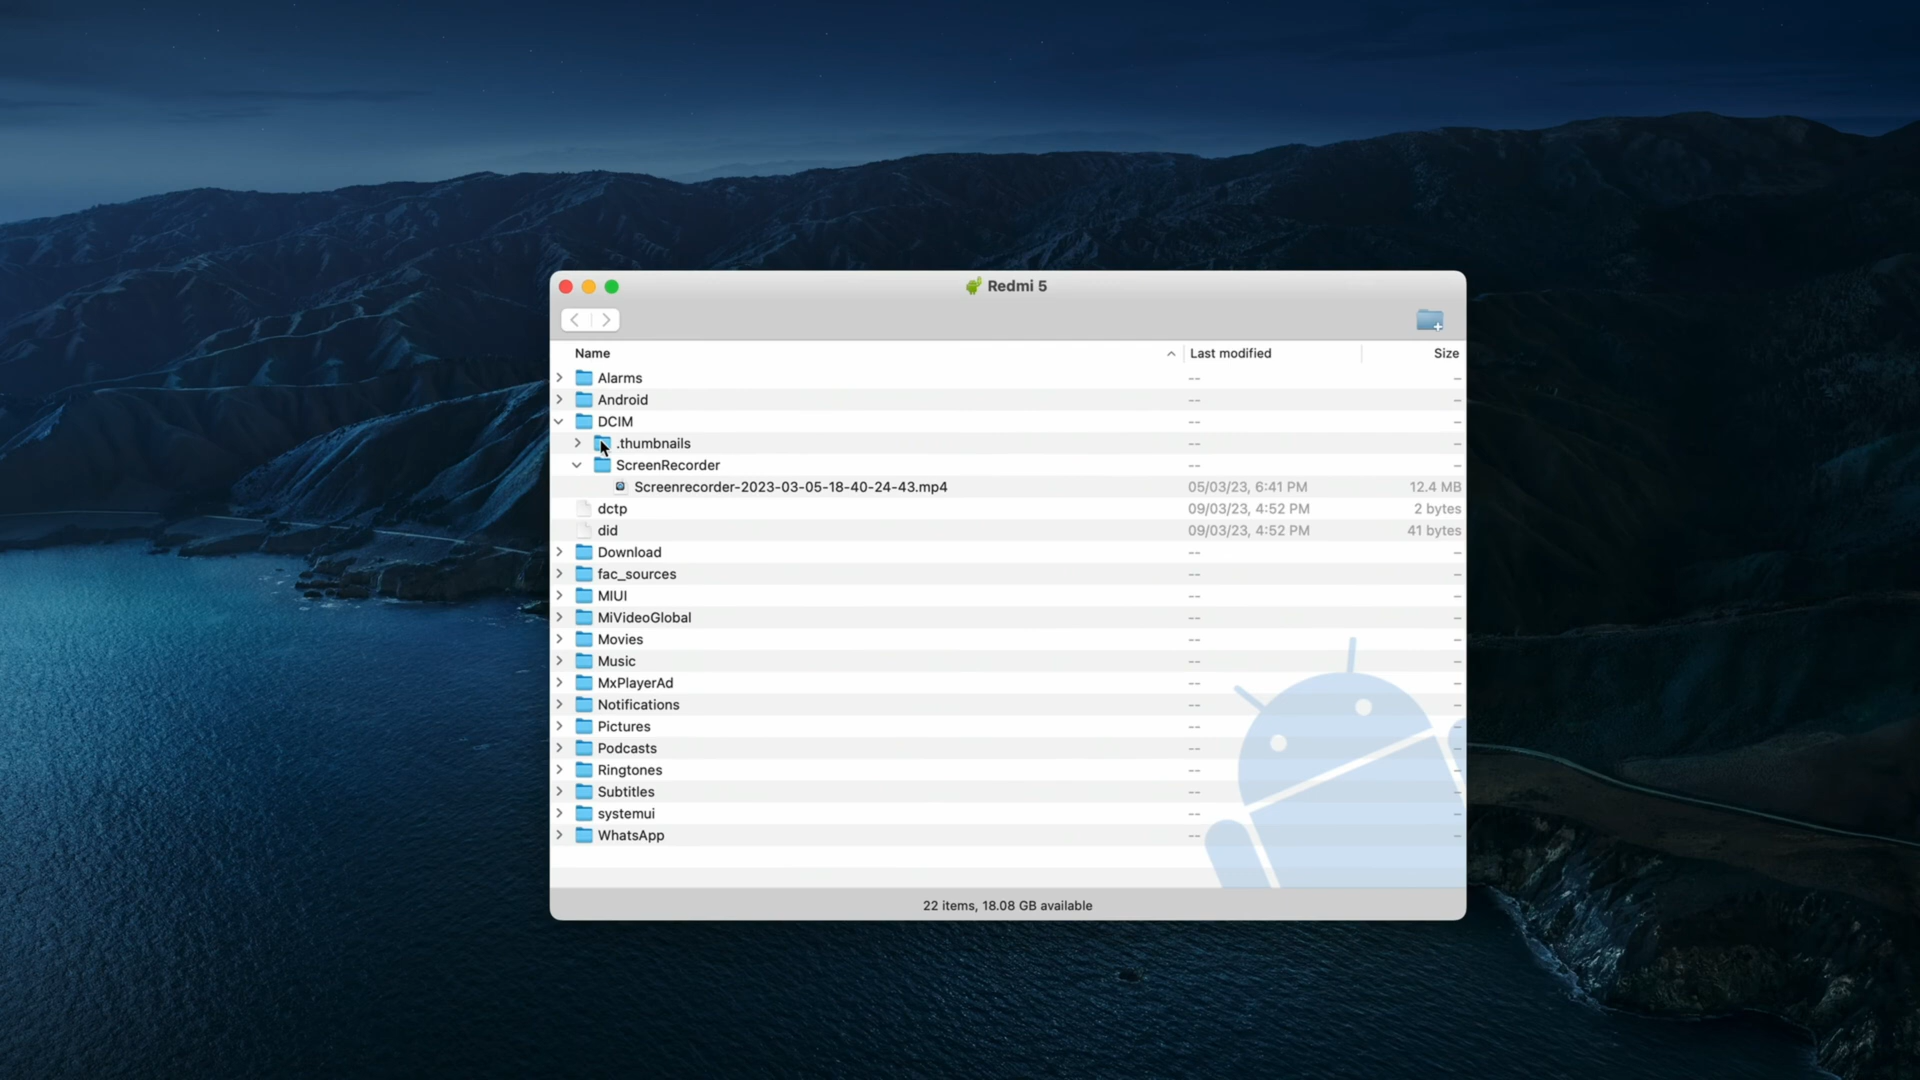 Redmi 5
Name Last modified Size
Alarms -- --
Android -- --
DCIM -- --
.thumbnails -- --
ScreenRecorder -- --
Screenrecorder-2023-03-05-18-40-24-43.mp4 05/03/23, 6:41 PM 12.4 MB
dctp 09/03/23, 4:52 PM 2 bytes
did 09/03/23, 4:52 PM 41 bytes
Download -- --
fac_sources -- --
MIUI -- --
MiVideoGlobal -- --
Movies -- --
Music -- --
MxPlayerAd -- --
Notifications -- --
Pictures -- --
Podcasts -- --
Ringtones -- --
Subtitles -- --
systemui -- --
WhatsApp -- --
22 items, 18.08 GB available